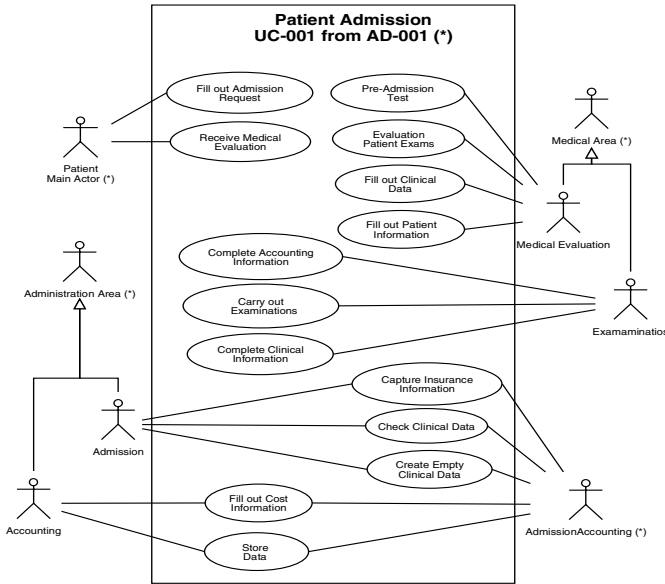 Patient Admission
UC-001 from AD-001 (*)
Fill out Admission
Request
Pre-Admission
Test
Receive Medical
Evaluation
Evaluation
Patient Exams
Patient
Main Actor (*)
Medical Area (*)
Fill out Clinical
Data
Fill out Patient
Information
Medical Evaluation
Complete Accounting
Information
Administration Area (*)
Carry out
Examinations
Examaminatios
Complete Clinical
Information
Capture Insurance
Information
Admission
Check Clinical Data
Create Empty
Clinical Data
Accounting
Fill out Cost
Information
AdmissionAccounting (*)
Store
Data